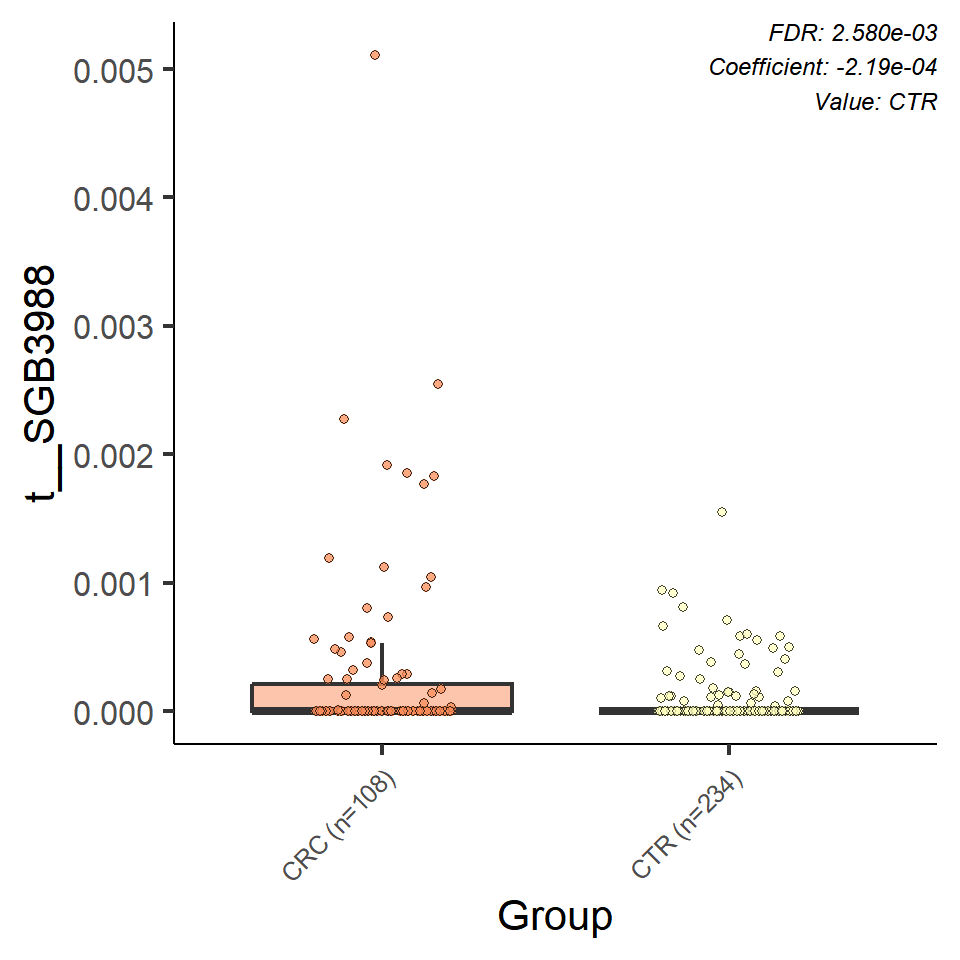 FDR: 2.580e-03
Coefficient: -2.19e-04
Value: CTR
0.005
0.004
0.003
0.002
0.001
0.000
t__SGB3988
CRC (n=108)
CTR (n=234)
Group